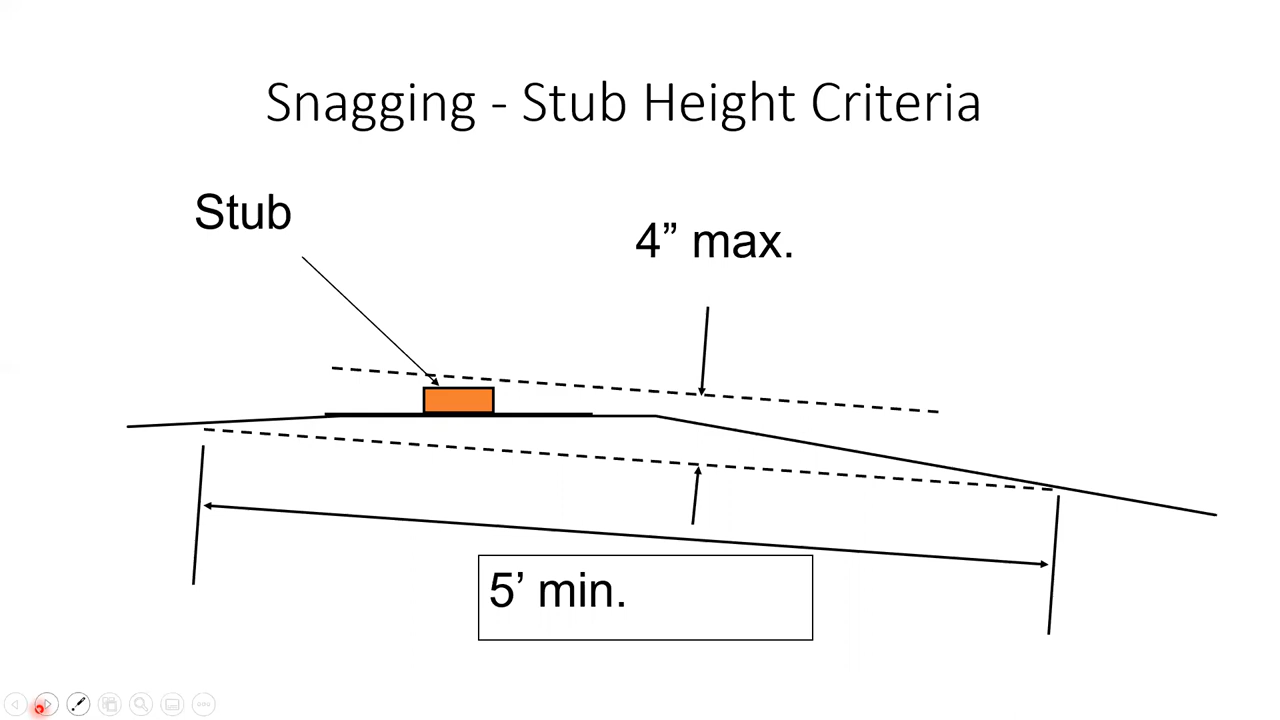 Snagging - Stub Height Criteria
Stub
4” max.
5’ min.